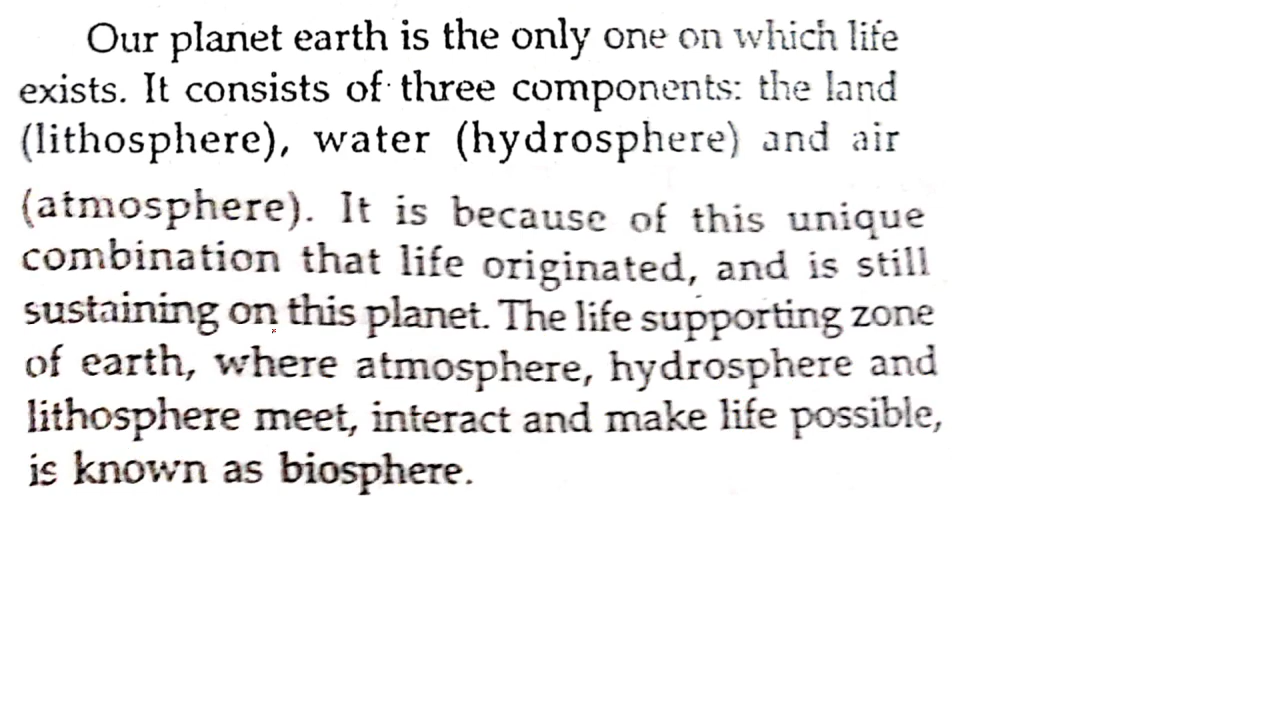 Our planet earth is the only one on which life
exists. It consists of three components: the land
(lithosphere), water (hydrosphere) and air
(atmosphere). It is because of this unique
combination that life originated, and is still
sustaining on this planet. The life supporting zone
of earth, where atmosphere, hydrosphere and
lithosphere meet, interact and make life possible,
is known as biosphere.